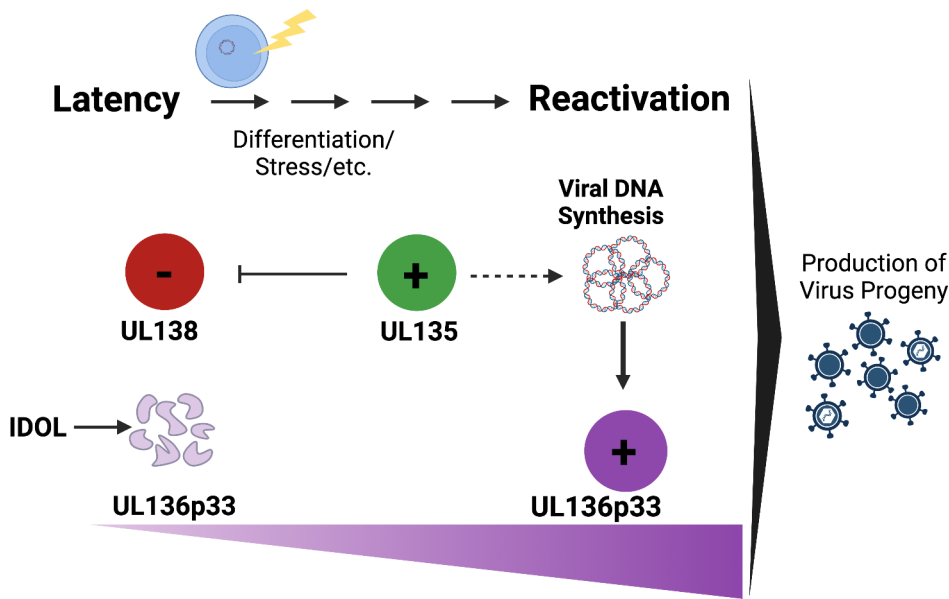 Latency
Reactivation
Differentiation/
Stress/etc.
Viral DNA
Synthesis
-
UL138
+
UL135
Production of
Virus Progeny
IDOL
UL136p33
+
UL136p33